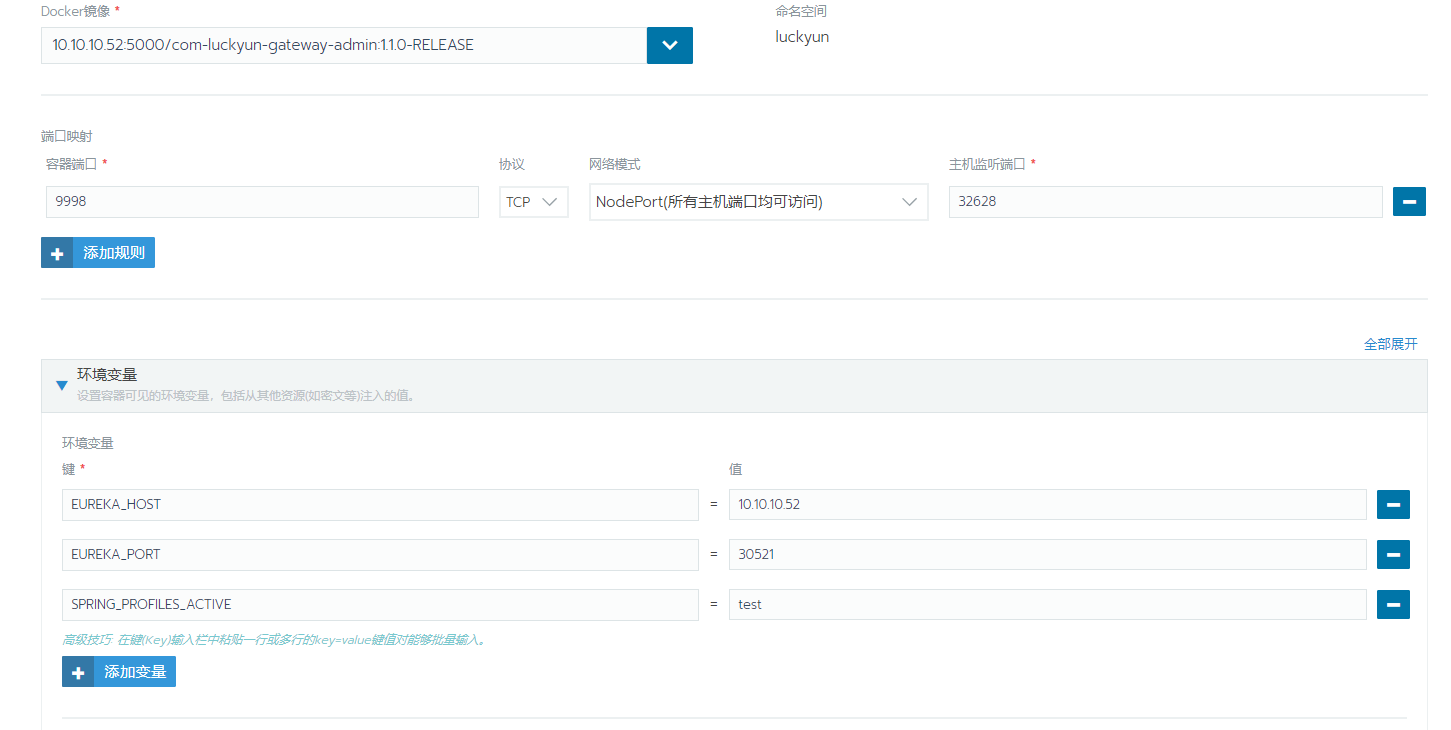 Docker镜像 *
命名空间
10.10.10.52:5000/com-luckyun-gateway-admin:1.1.0-RELEASE
luckyun
端口映射
容器端口 *
协议
网络模式
主机监听端口 *
9998
TCP
NodePort(所有主机端口均可访问)
32628
添加规则
全部展开
环境变量
设置容器可见的环境变量，包括从其他资源(如密文等)注入的值。
环境变量
键 *
值
EUREKA_HOST = 10.10.10.52
EUREKA_PORT = 30521
SPRING_PROFILES_ACTIVE = test
高级技巧: 在键(Key)输入栏中粘贴一行或多行的key=value键值对能够批量输入。
添加变量